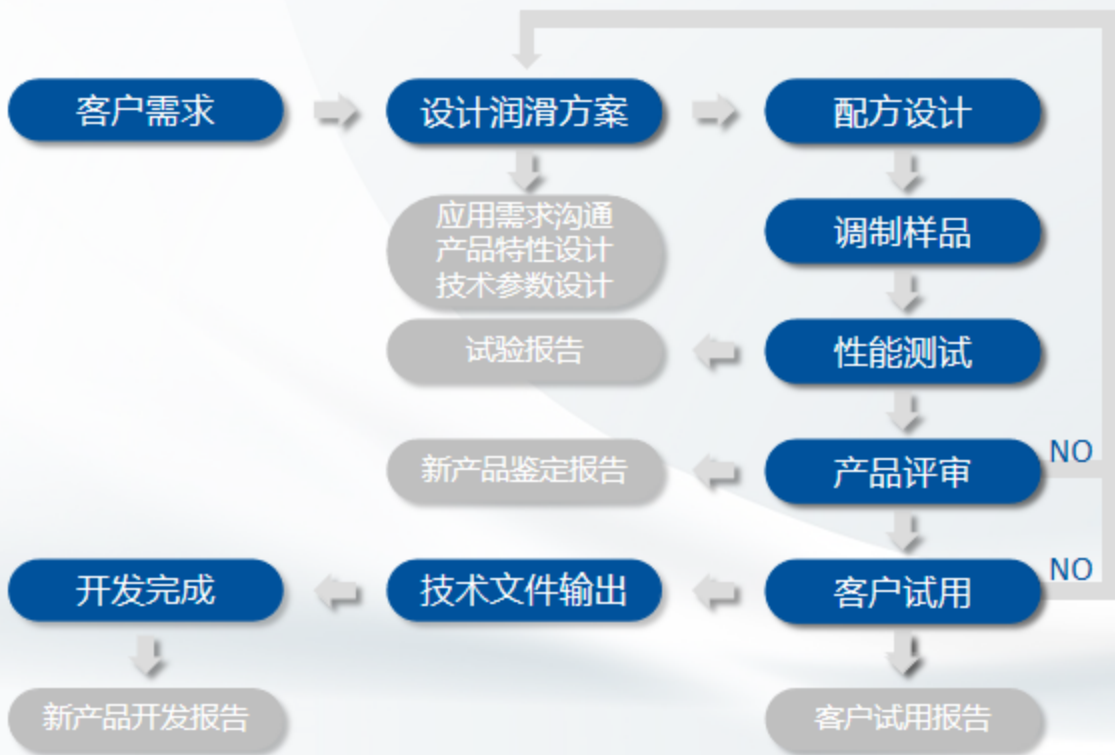 客户需求
设计润滑方案
配方设计
应用需求沟通
产品特性设计
技术参数设计
调制样品
试验报告
性能测试
新产品鉴定报告
产品评审
NO
开发完成
技术文件输出
客户试用
NO
新产品开发报告
客户试用报告